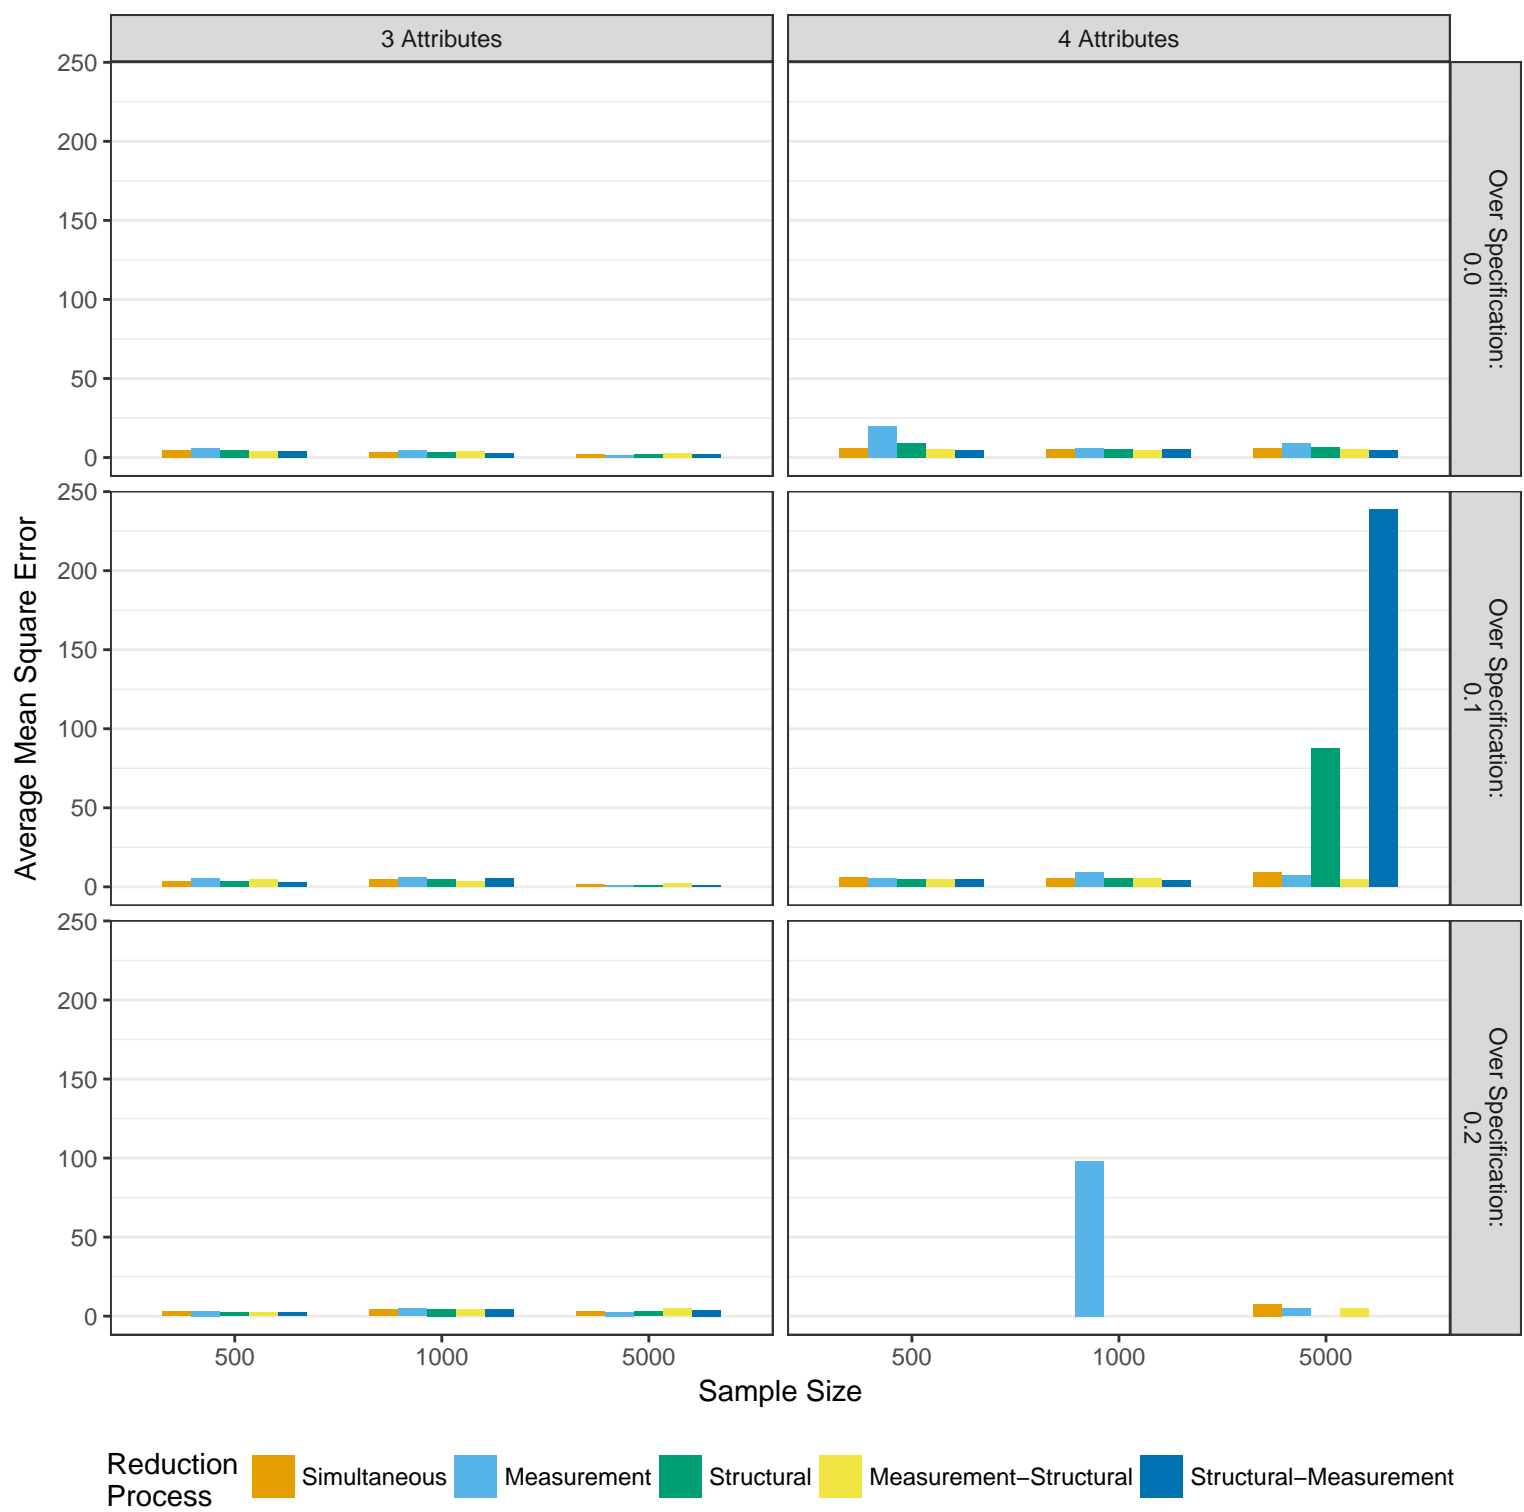 3 Attributes
4 Attributes
250
200
150
100
50
0
Over Specification:
0.0
250
200
150
100
50
0
Over Specification:
0.1
250
200
150
100
50
0
Over Specification:
0.2
Average Mean Square Error
500
1000
5000
500
1000
5000
Sample Size
Reduction
Process
Simultaneous
Measurement
Structural
Measurement−Structural
Structural−Measurement